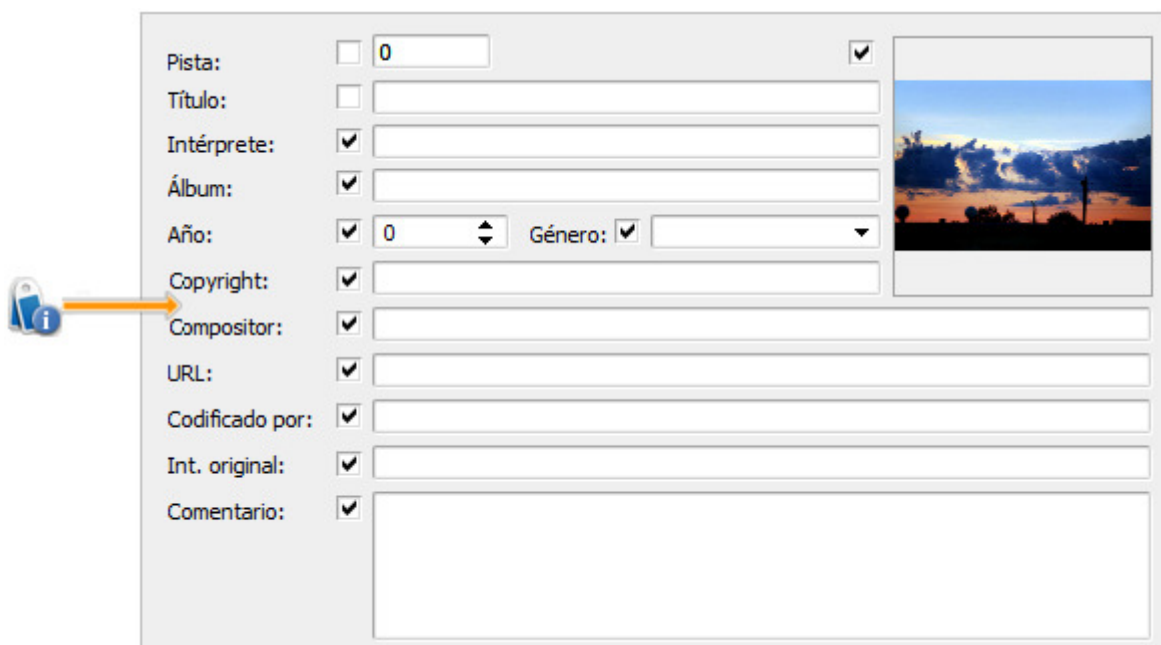 Pista: 0
Título:
Intérprete:
Álbum:
Año: 0 Género:
Copyright:
Compositor:
URL:
Codificado por:
Int. original:
Comentario: